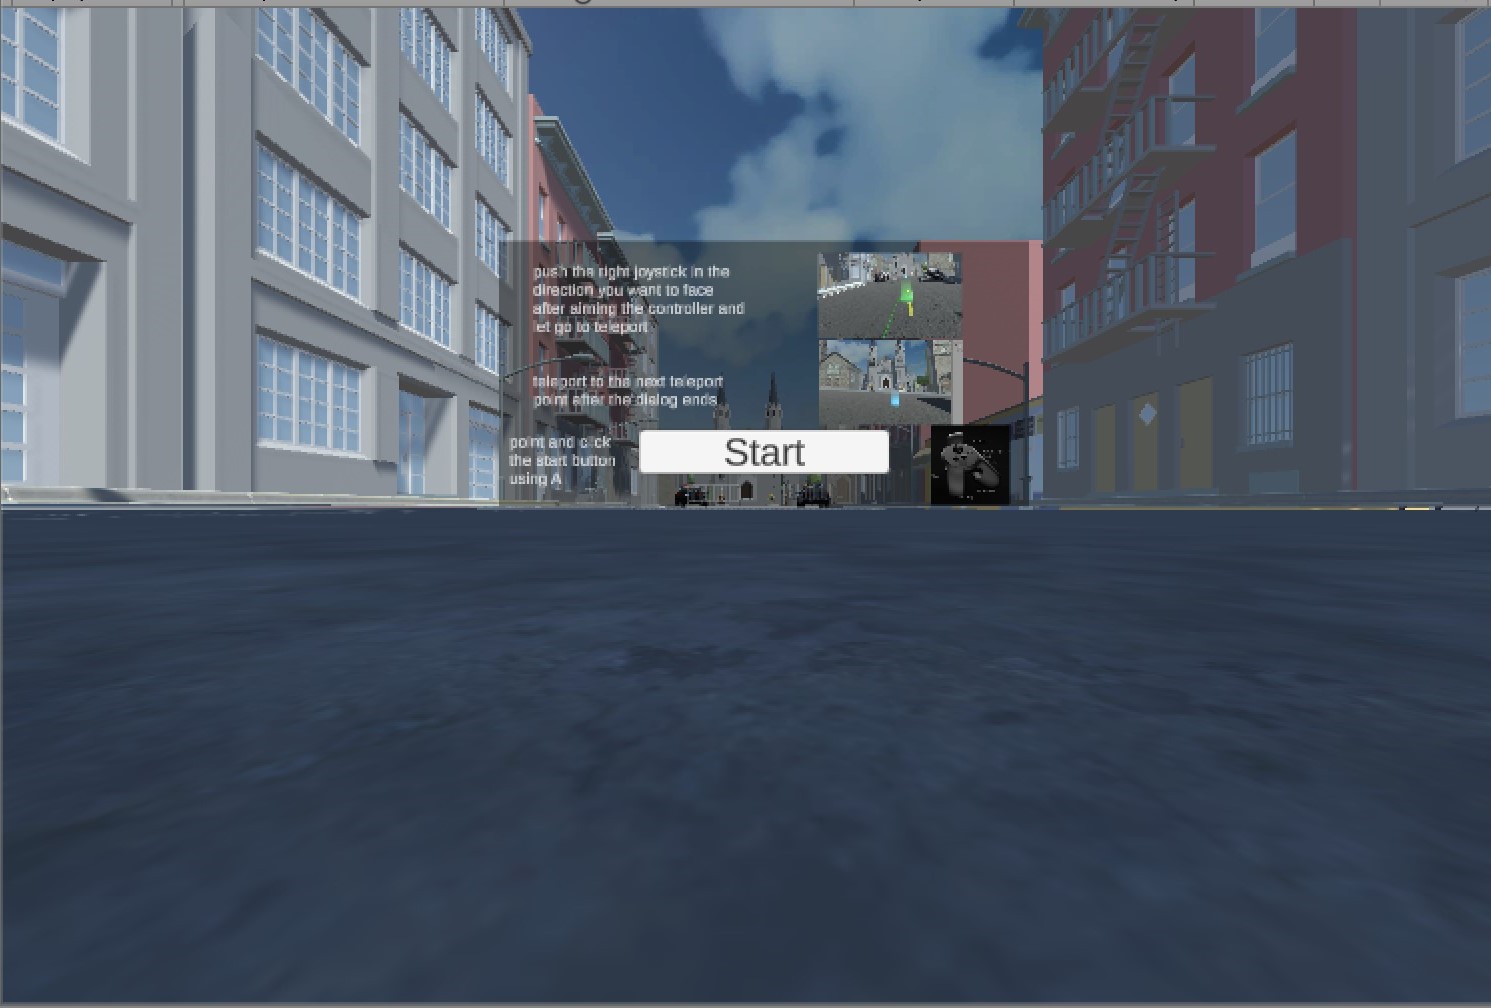 push the right joystick in the
direction you want to face
after aiming the controller and
let go to teleport
teleport to the next teleport
point after the dialog ends
point and click
the start button
using A
Start